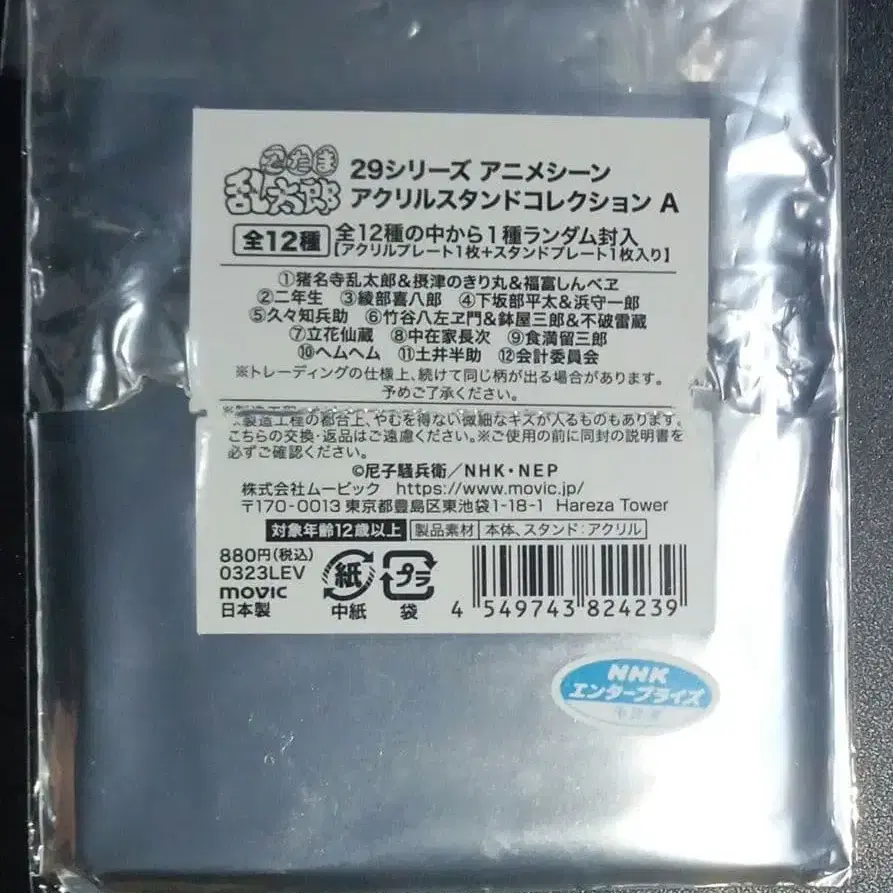 忍たま
乱太郎
29シリーズ アニメシーン
アクリルスタンドコレクション A
全12種
全12種の中から1種ランダム封入
【アクリルプレート1枚+スタンドプレート1枚入り】
①猪名寺乱太郎&摂津のきり丸&福富しんベヱ
②二年生 ③綾部喜八郎 ④下坂部平太&浜守一郎
⑤久々知兵助 ⑥竹谷八左ヱ門&鉢屋三郎&不破雷蔵
⑦立花仙蔵 ⑧中在家長次 ⑨食満留三郎
⑩ヘムヘム ⑪土井半助 ⑫会計委員会
※トレーディングの仕様上、続けて同じ柄が出る場合があります。
予めご了承ください。
※製造工程の都合上、やむを得ない微細なキズが入るものもあります。
こちらの交換・返品はご遠慮ください。※ご使用の前に同封の説明書を
必ずご確認ください。
©尼子騒兵衛/NHK・NEP
株式会社ムービック https://www.movic.jp/
〒170-0013 東京都豊島区東池袋1-18-1 Hareza Tower
対象年齢12歳以上 製品素材 本体、スタンド:アクリル
880円(税込)
0323LEV
movic
日本製
紙
中紙
プラ
袋
4 549743 824239
NHK
エンタープライズ